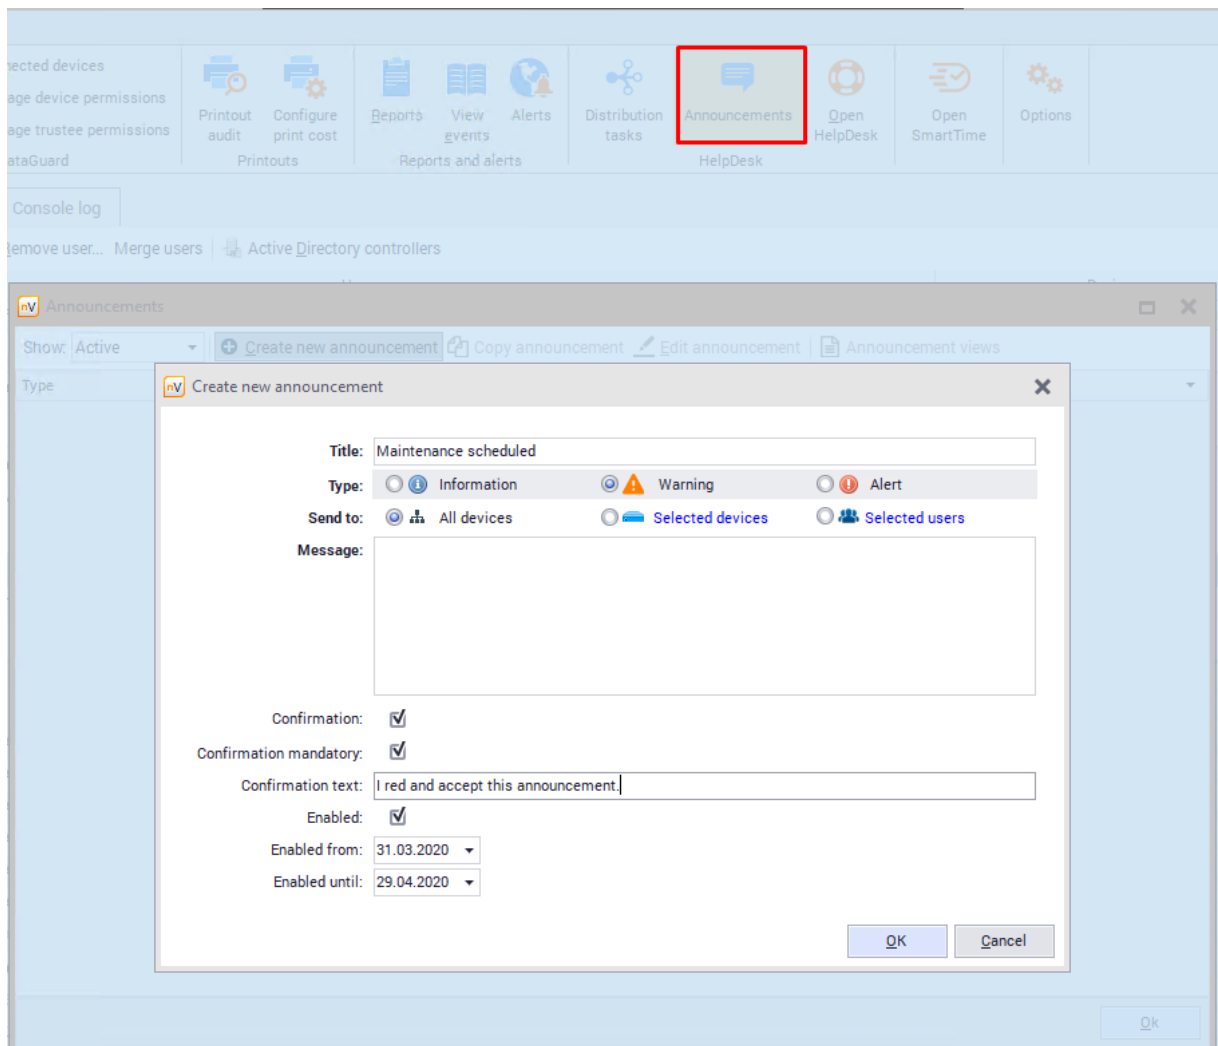 nected devices
age device permissions
age trustee permissions
ataGuard
Printout audit
Configure print cost
Printouts
Reports
View events
Alerts
Reports and alerts
Distribution tasks
Announcements
Open HelpDesk
HelpDesk
Open SmartTime
Options
Console log
Remove user... Merge users Active Directory controllers
nV Announcements
Show: Active Create new announcement Copy announcement Edit announcement Announcement views
Type
nV Create new announcement
Title: Maintenance scheduled
Type: Information Warning Alert
Send to: All devices Selected devices Selected users
Message:
Confirmation:
Confirmation mandatory:
Confirmation text: I red and accept this announcement.
Enabled:
Enabled from: 31.03.2020
Enabled until: 29.04.2020
OK Cancel
Ok